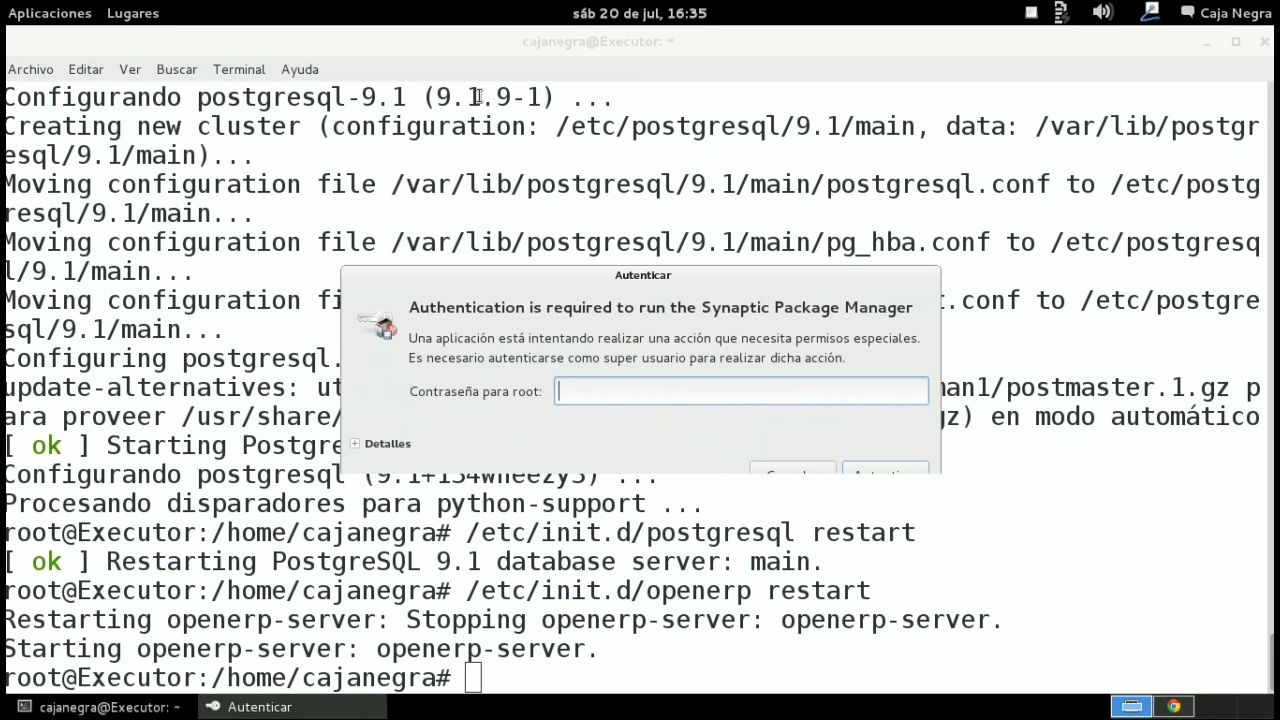 Aplicaciones Lugares sáb 20 de jul, 16:35 Caja Negra
cajanegra@Executor: ~
Archivo Editar Ver Buscar Terminal Ayuda
Configurando postgresql-9.1 (9.1.9-1) ...
Creating new cluster (configuration: /etc/postgresql/9.1/main, data: /var/lib/postgr
esql/9.1/main)...
Moving configuration file /var/lib/postgresql/9.1/main/postgresql.conf to /etc/postg
resql/9.1/main...
Moving configuration file /var/lib/postgresql/9.1/main/pg_hba.conf to /etc/postgresq
l/9.1/main...
Moving configuration fi t.conf to /etc/postgre
sql/9.1/main...
Configuring postgresql.
update-alternatives: ut man1/postmaster.1.gz p
ara proveer /usr/share/ gz) en modo automático
[ ok ] Starting Postgre
Configurando postgresql (9.1+134wheezy3) ...
Procesando disparadores para python-support ...
root@Executor:/home/cajanegra# /etc/init.d/postgresql restart
[ ok ] Restarting PostgreSQL 9.1 database server: main.
root@Executor:/home/cajanegra# /etc/init.d/openerp restart
Restarting openerp-server: Stopping openerp-server: openerp-server.
Starting openerp-server: openerp-server.
root@Executor:/home/cajanegra#
Autenticar
Authentication is required to run the Synaptic Package Manager
Una aplicación está intentando realizar una acción que necesita permisos especiales.
Es necesario autenticarse como super usuario para realizar dicha acción.
Contraseña para root:
Detalles
cajanegra@Executor: ~ Autenticar